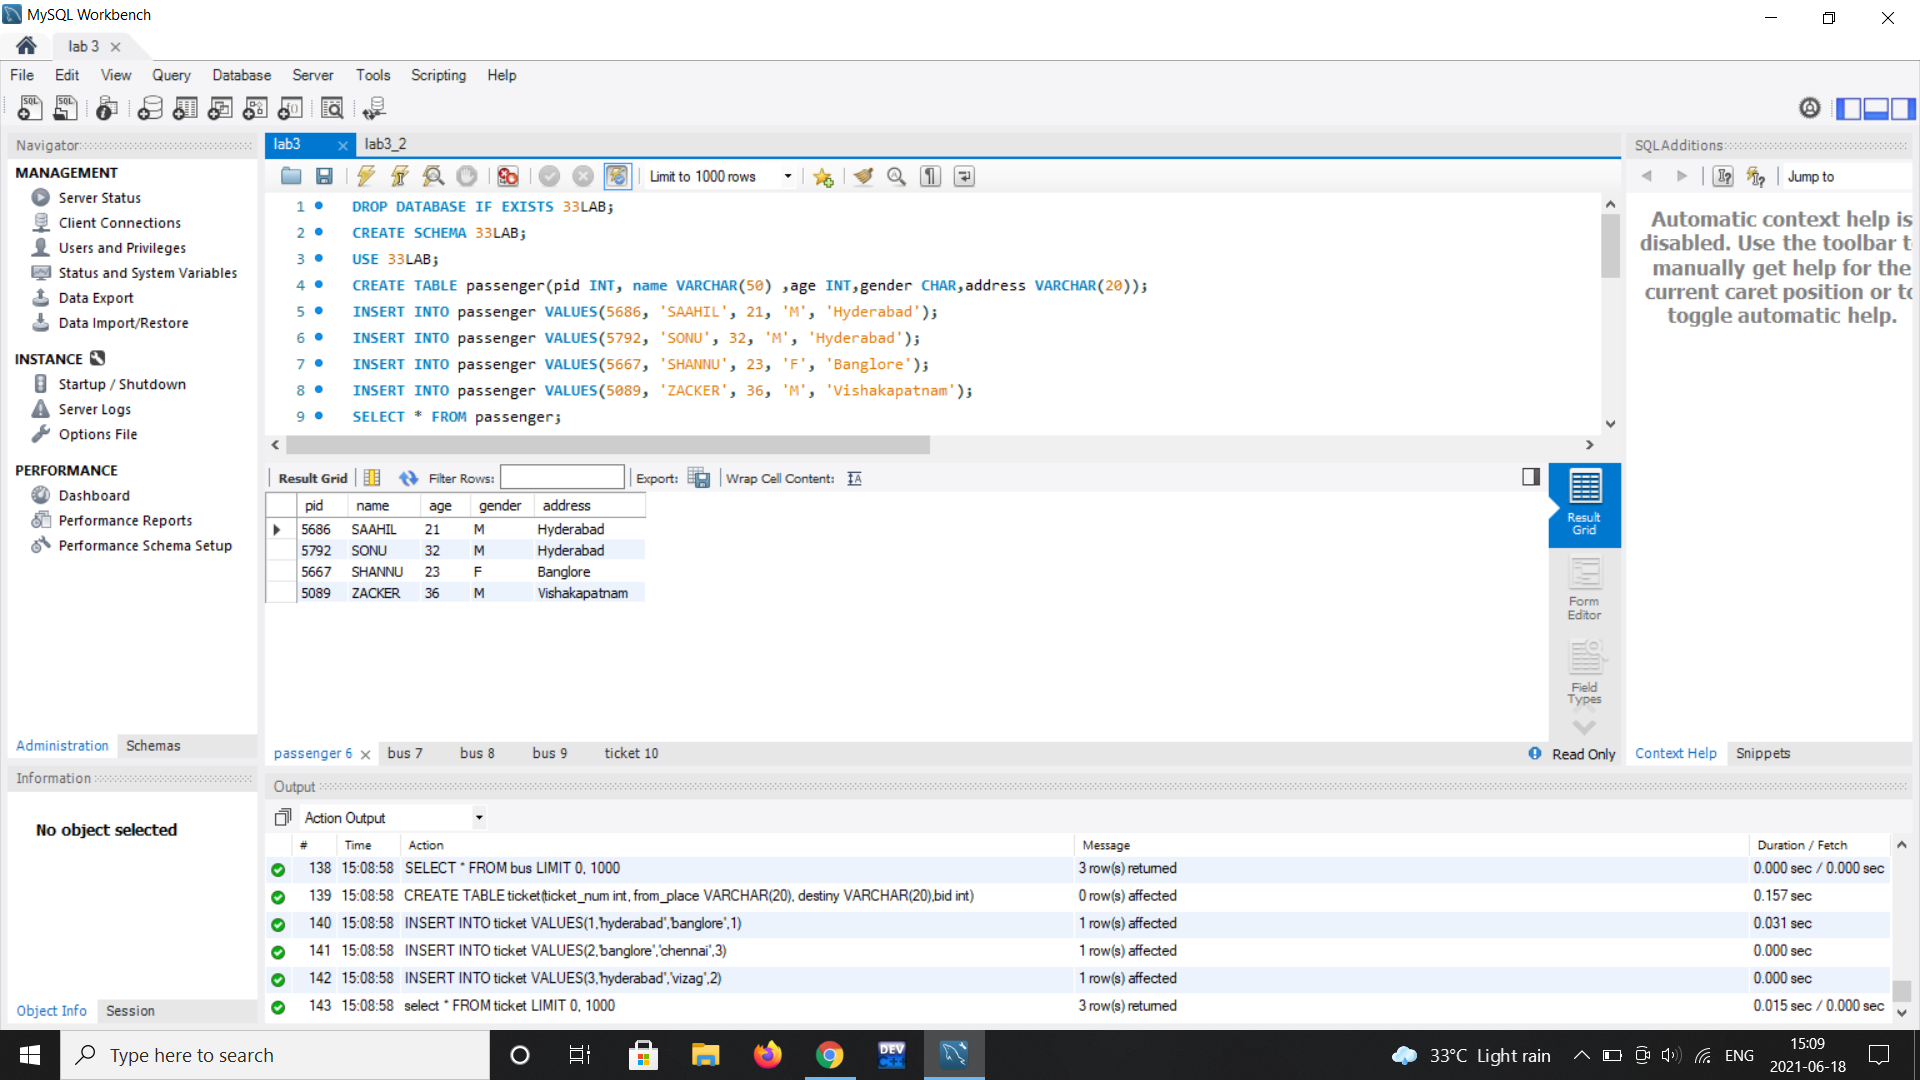 MySQL Workbench
lab 3
File Edit View Query Database Server Tools Scripting Help
Navigator
MANAGEMENT
Server Status
Client Connections
Users and Privileges
Status and System Variables
Data Export
Data Import/Restore
INSTANCE
Startup / Shutdown
Server Logs
Options File
PERFORMANCE
Dashboard
Performance Reports
Performance Schema Setup
Administration Schemas
Information
No object selected
Object Info Session
lab3 lab3_2
Limit to 1000 rows
1 DROP DATABASE IF EXISTS 33LAB;
2 CREATE SCHEMA 33LAB;
3 USE 33LAB;
4 CREATE TABLE passenger(pid INT, name VARCHAR(50) ,age INT,gender CHAR,address VARCHAR(20));
5 INSERT INTO passenger VALUES(5686, 'SAAHIL', 21, 'M', 'Hyderabad');
6 INSERT INTO passenger VALUES(5792, 'SONU', 32, 'M', 'Hyderabad');
7 INSERT INTO passenger VALUES(5667, 'SHANNU', 23, 'F', 'Banglore');
8 INSERT INTO passenger VALUES(5089, 'ZACKER', 36, 'M', 'Vishakapatnam');
9 SELECT * FROM passenger;
Result Grid Filter Rows: Export: Wrap Cell Content:
pid name age gender address
5686 SAAHIL 21 M Hyderabad
5792 SONU 32 M Hyderabad
5667 SHANNU 23 F Banglore
5089 ZACKER 36 M Vishakapatnam
Result
Grid
Form
Editor
Field
Types
passenger 6 bus 7 bus 8 bus 9 ticket 10
Read Only
SQLAdditions
Jump to
Automatic context help is
disabled. Use the toolbar t
manually get help for the
current caret position or to
toggle automatic help.
Context Help Snippets
Output
Action Output
# Time Action Message Duration / Fetch
138 15:08:58 SELECT * FROM bus LIMIT 0, 1000 3 row(s) returned 0.000 sec / 0.000 sec
139 15:08:58 CREATE TABLE ticket(ticket_num int, from_place VARCHAR(20), destiny VARCHAR(20),bid int) 0 row(s) affected 0.157 sec
140 15:08:58 INSERT INTO ticket VALUES(1,'hyderabad','banglore',1) 1 row(s) affected 0.031 sec
141 15:08:58 INSERT INTO ticket VALUES(2,'banglore','chennai',3) 1 row(s) affected 0.000 sec
142 15:08:58 INSERT INTO ticket VALUES(3,'hyderabad','vizag',2) 1 row(s) affected 0.000 sec
143 15:08:58 select * FROM ticket LIMIT 0, 1000 3 row(s) returned 0.015 sec / 0.000 sec
Type here to search
DEV
C++
33°C Light rain
ENG
15:09
2021-06-18